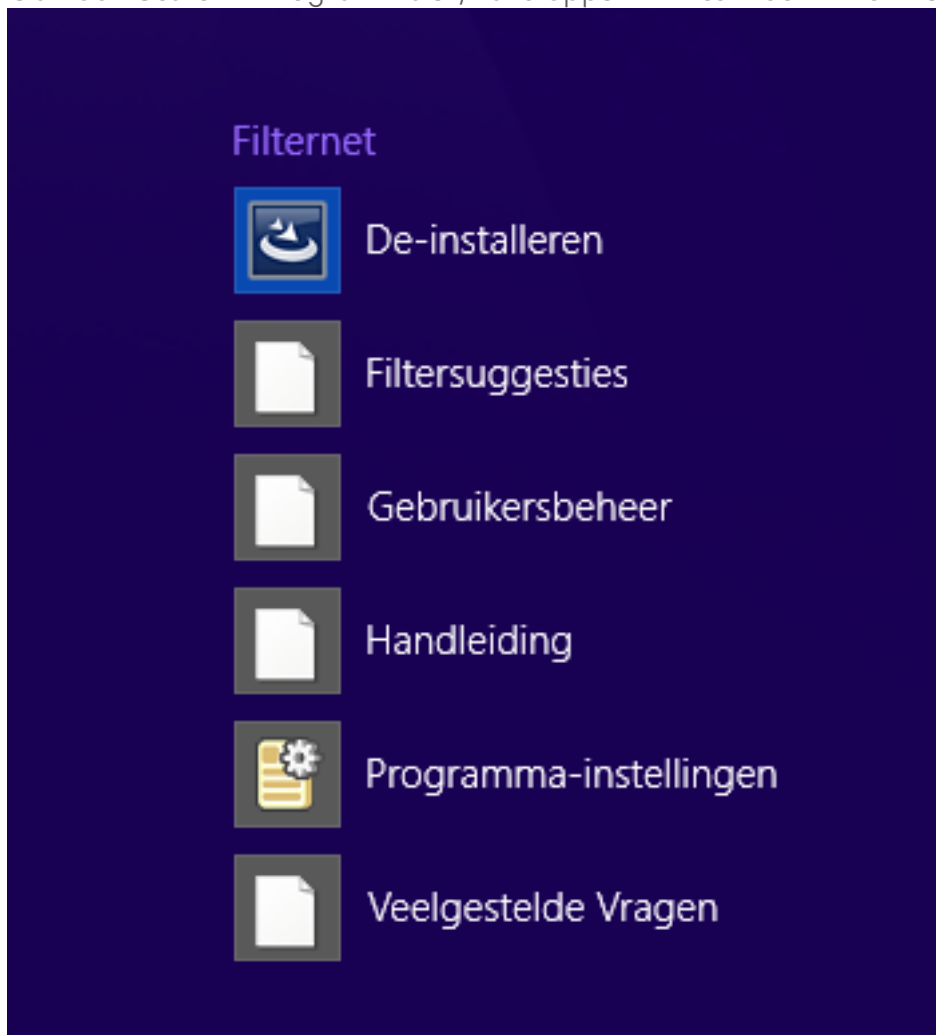 Filternet
De-installeren
Filtersuggesties
Gebruikersbeheer
Handleiding
Programma-instellingen
Veelgestelde Vragen